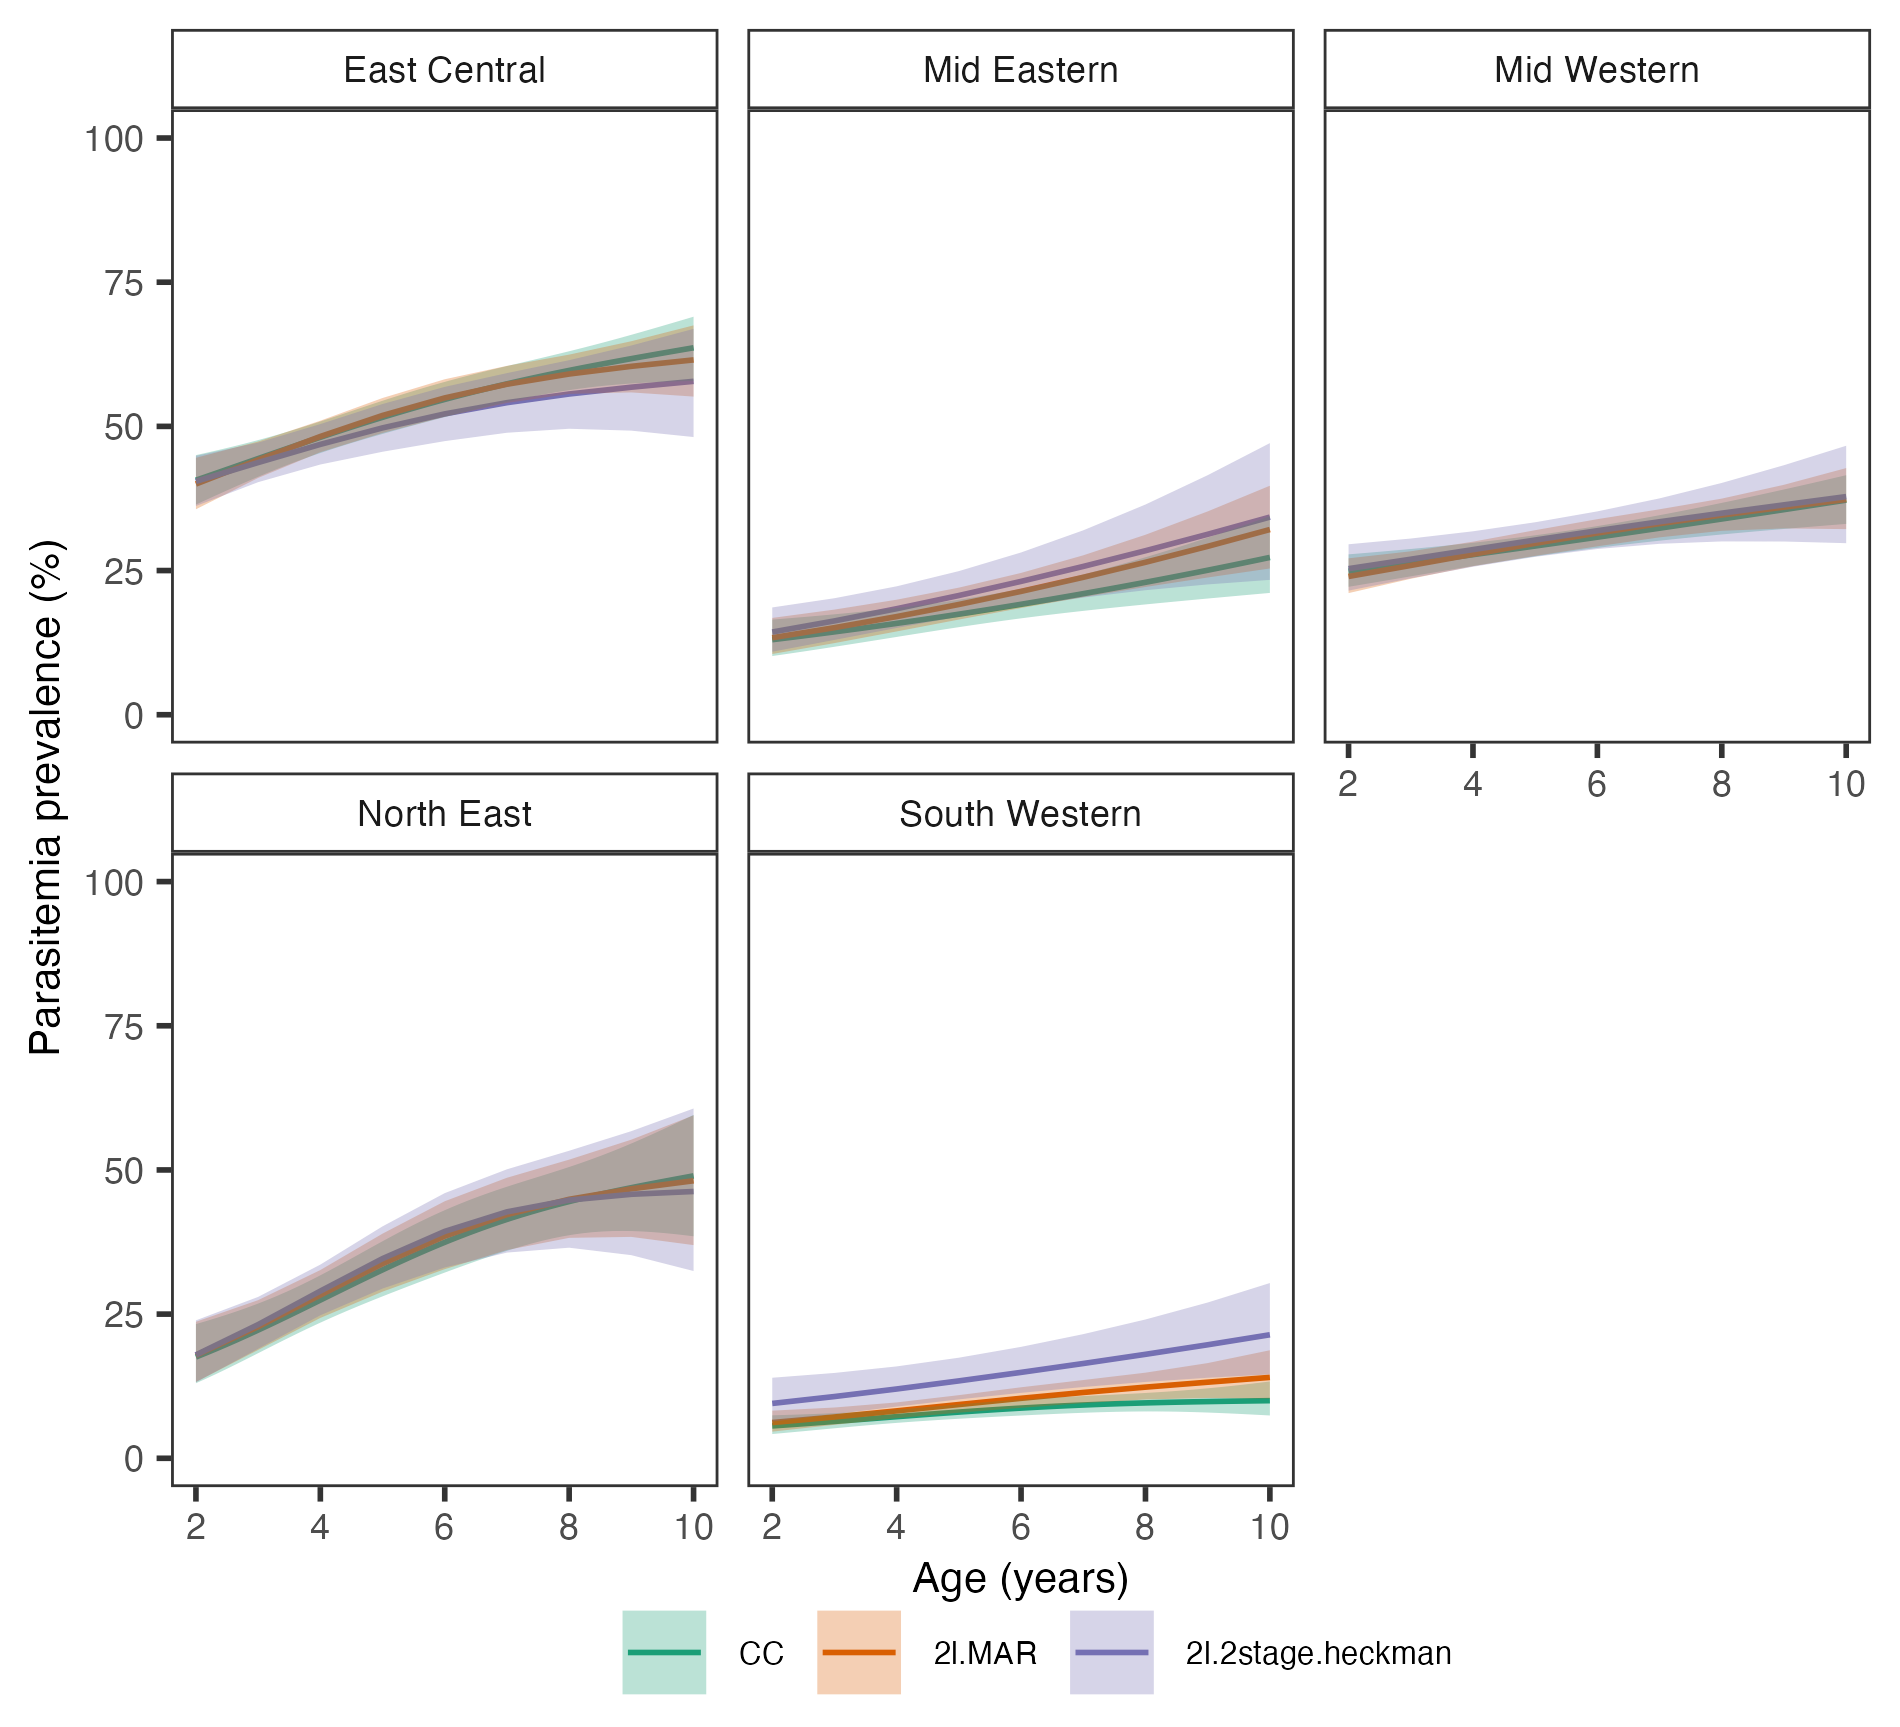 East Central
Mid Eastern
Mid Western
100
75
50
25
0
2 4 6 8 10
North East
South Western
100
75
50
25
0
2 4 6 8 10
2 4 6 8 10
Parasitemia prevalence (%)
Age (years)
CC
2l.MAR
2l.2stage.heckman